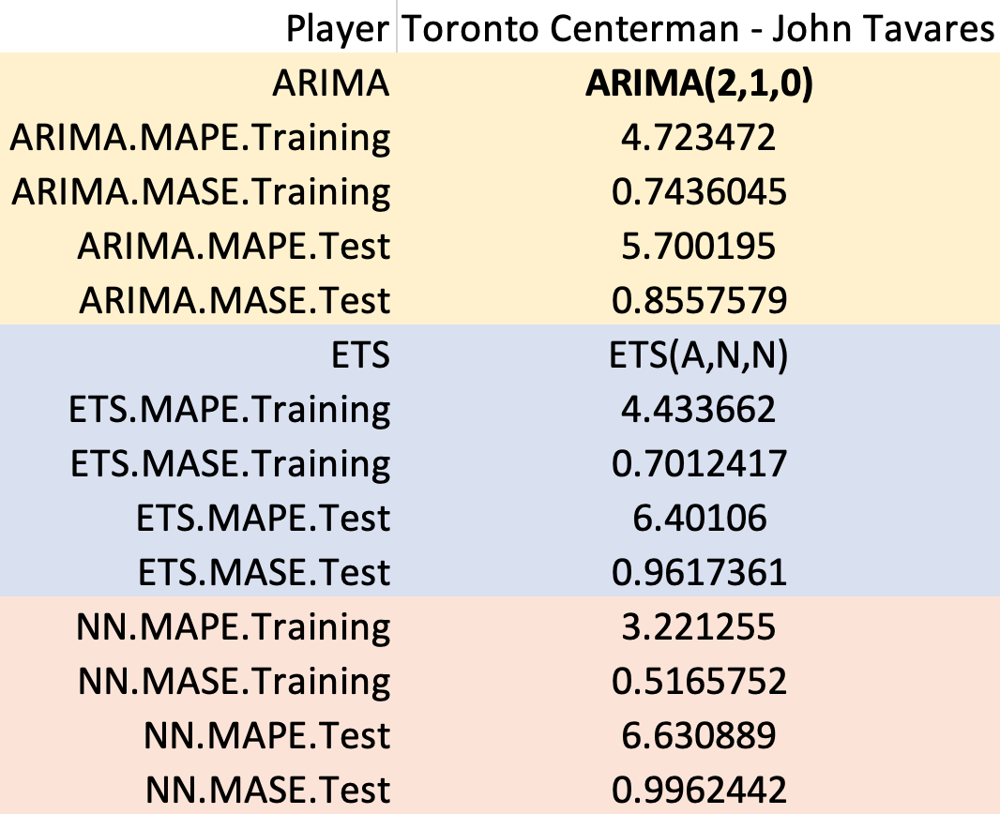 Player Toronto Centerman - John Tavares
ARIMA ARIMA(2,1,0)
ARIMA.MAPE.Training 4.723472
ARIMA.MASE.Training 0.7436045
ARIMA.MAPE.Test 5.700195
ARIMA.MASE.Test 0.8557579
ETS ETS(A,N,N)
ETS.MAPE.Training 4.433662
ETS.MASE.Training 0.7012417
ETS.MAPE.Test 6.40106
ETS.MASE.Test 0.9617361
NN.MAPE.Training 3.221255
NN.MASE.Training 0.5165752
NN.MAPE.Test 6.630889
NN.MASE.Test 0.9962442